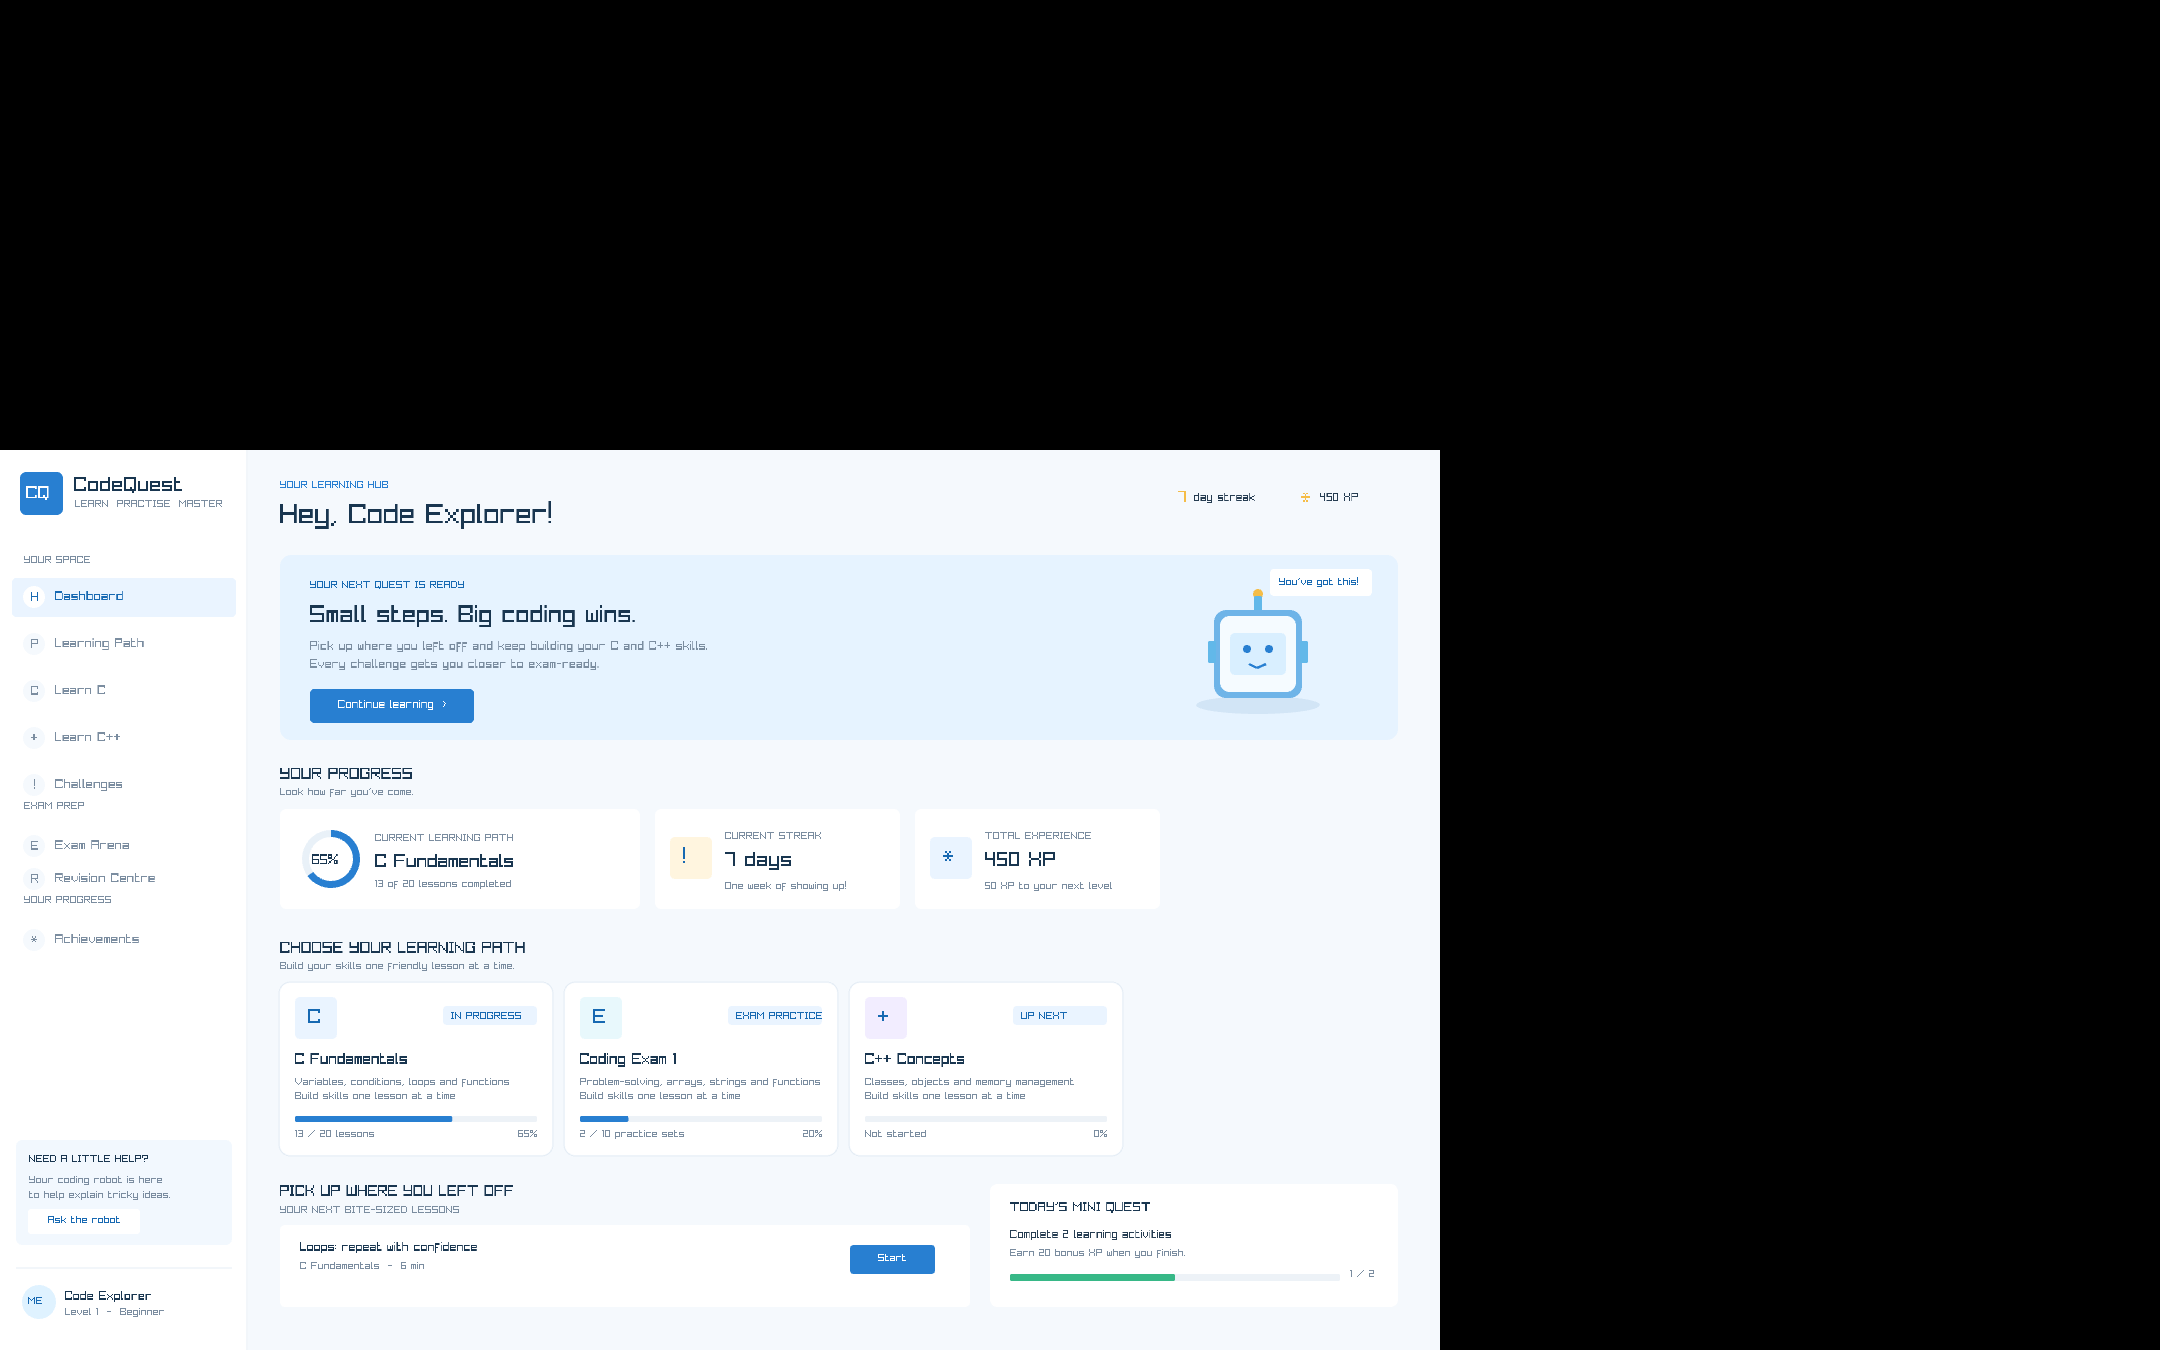 CQ
CodeQuest
LEARN PRACTISE MASTER
YOUR SPACE
H Dashboard
P Learning Path
C Learn C
+ Learn C++
! Challenges
EXAM PREP
E Exam Arena
R Revision Centre
YOUR PROGRESS
* Achievements
NEED A LITTLE HELP?
Your coding robot is here
to help explain tricky ideas.
Ask the robot
ME
Code Explorer
Level 1 - Beginner
YOUR LEARNING HUB
Hey, Code Explorer!
7 day streak
* 450 XP
YOUR NEXT QUEST IS READY
Small steps. Big coding wins.
Pick up where you left off and keep building your C and C++ skills.
Every challenge gets you closer to exam-ready.
Continue learning >
You've got this!
YOUR PROGRESS
Look how far you've come.
65%
CURRENT LEARNING PATH
C Fundamentals
13 of 20 lessons completed
!
CURRENT STREAK
7 days
One week of showing up!
*
TOTAL EXPERIENCE
450 XP
50 XP to your next level
CHOOSE YOUR LEARNING PATH
Build your skills one friendly lesson at a time.
C
IN PROGRESS
C Fundamentals
Variables, conditions, loops and functions
Build skills one lesson at a time
13 / 20 lessons
65%
E
EXAM PRACTICE
Coding Exam 1
Problem-solving, arrays, strings and functions
Build skills one lesson at a time
2 / 10 practice sets
20%
+
UP NEXT
C++ Concepts
Classes, objects and memory management
Build skills one lesson at a time
Not started
0%
PICK UP WHERE YOU LEFT OFF
YOUR NEXT BITE-SIZED LESSONS
Loops: repeat with confidence
C Fundamentals - 6 min
Start
TODAY'S MINI QUEST
Complete 2 learning activities
Earn 20 bonus XP when you finish.
1 / 2